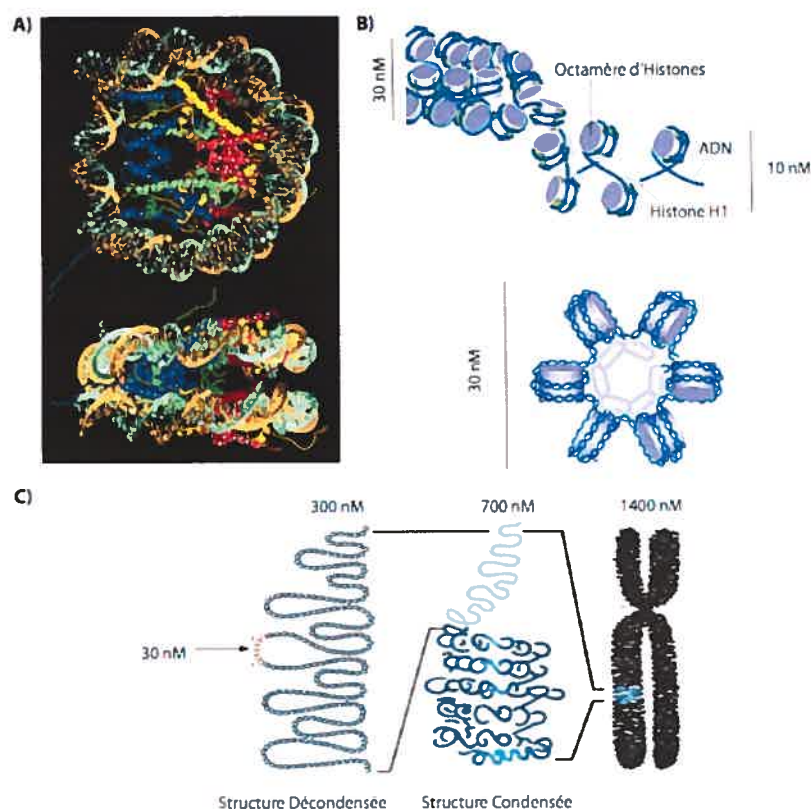 A)
B)
30 nM
Octamère d'Histones
ADN
10 nM
Histone H1
30 nM
C)
300 nM
700 nM
1400 nM
30 nM
Structure Décondensée
Structure Condensée